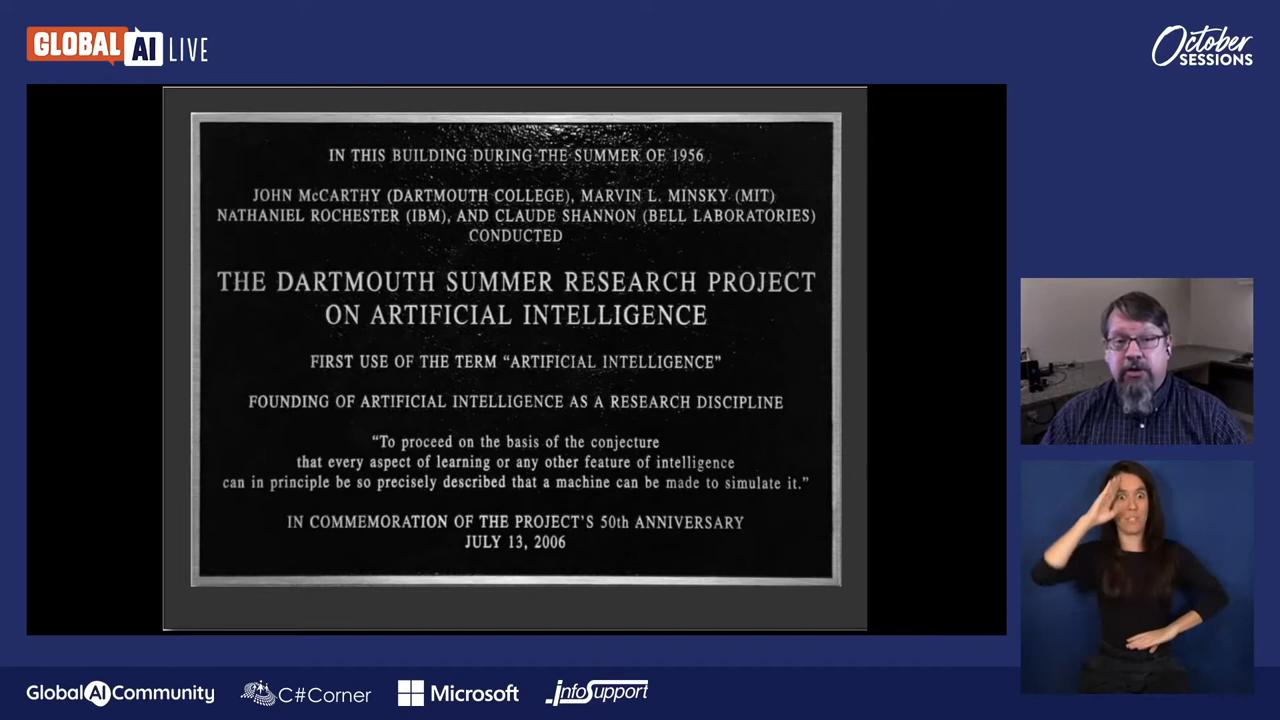 GLOBAL AI LIVE
October
SESSIONS
IN THIS BUILDING DURING THE SUMMER OF 1956
JOHN McCARTHY (DARTMOUTH COLLEGE), MARVIN L. MINSKY (MIT)
NATHANIEL ROCHESTER (IBM), AND CLAUDE SHANNON (BELL LABORATORIES)
CONDUCTED
THE DARTMOUTH SUMMER RESEARCH PROJECT
ON ARTIFICIAL INTELLIGENCE
FIRST USE OF THE TERM “ARTIFICIAL INTELLIGENCE”
FOUNDING OF ARTIFICIAL INTELLIGENCE AS A RESEARCH DISCIPLINE
“To proceed on the basis of the conjecture
that every aspect of learning or any other feature of intelligence
can in principle be so precisely described that a machine can be made to simulate it.”
IN COMMEMORATION OF THE PROJECT’S 50th ANNIVERSARY
JULY 13, 2006
Global AI Community C#Corner Microsoft infoSupport